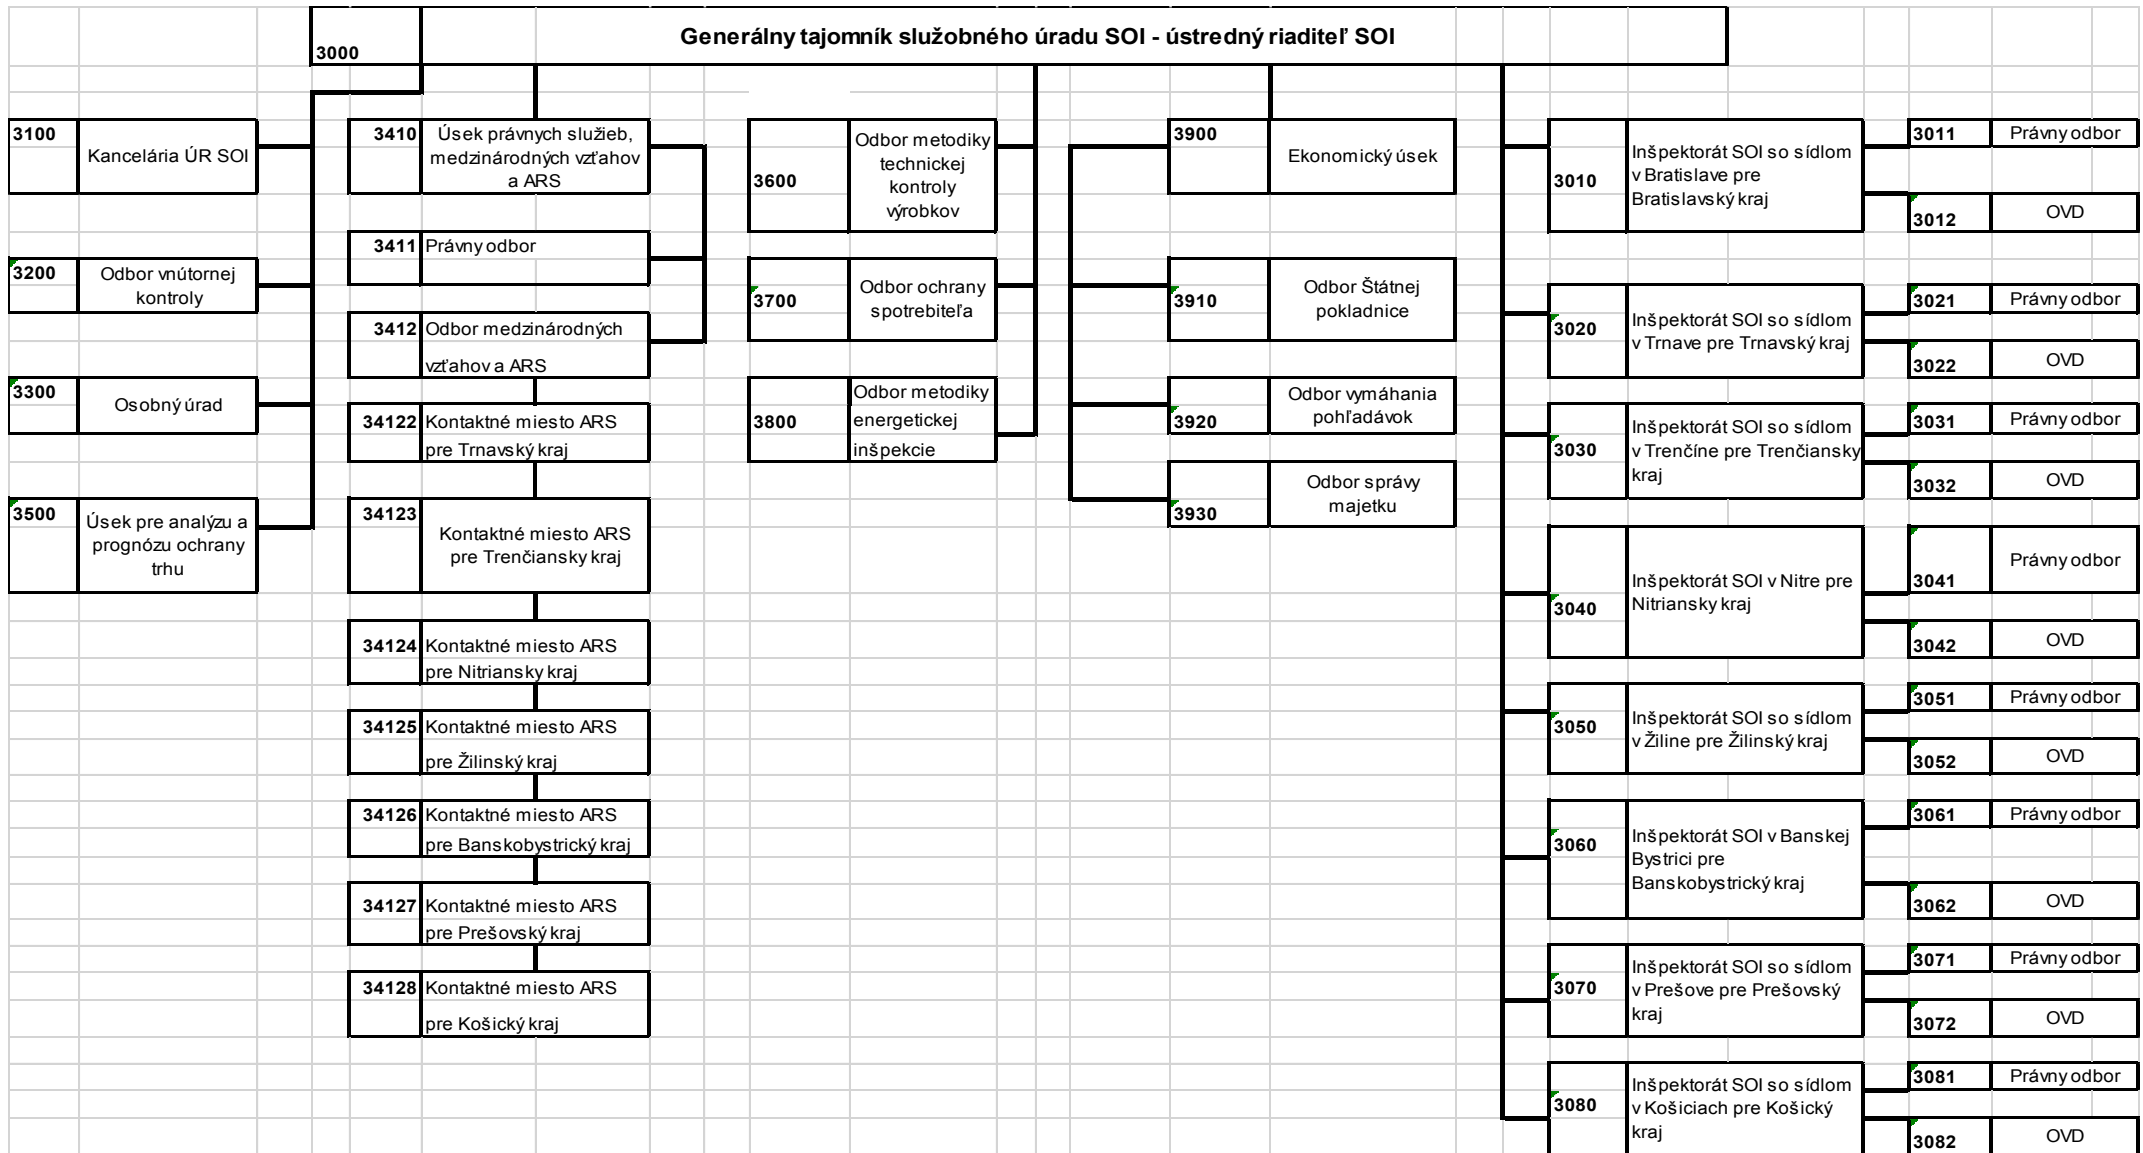 3000
Generálny tajomník služobného úradu SOI - ústredný riaditeľ SOI
3100
Kancelária ÚR SOI
3200
Odbor vnútornej
kontroly
3300
Osobný úrad
3500
Úsek pre analýzu a
prognózu ochrany
trhu
3410
Úsek právnych služieb,
medzinárodných vzťahov
a ARS
3411
Právny odbor
3412
Odbor medzinárodných
vzťahov a ARS
34122
Kontaktné miesto ARS
pre Trnavský kraj
34123
Kontaktné miesto ARS
pre Trenčiansky kraj
34124
Kontaktné miesto ARS
pre Nitriansky kraj
34125
Kontaktné miesto ARS
pre Žilinský kraj
34126
Kontaktné miesto ARS
pre Banskobystrický kraj
34127
Kontaktné miesto ARS
pre Prešovský kraj
34128
Kontaktné miesto ARS
pre Košický kraj
3600
Odbor metodiky
technickej
kontroly
výrobkov
3700
Odbor ochrany
spotrebiteľa
3800
Odbor metodiky
energetickej
inšpekcie
3900
Ekonomický úsek
3910
Odbor Štátnej
pokladnice
3920
Odbor vymáhania
pohľadávok
3930
Odbor správy
majetku
3010
Inšpektorát SOI so sídlom
v Bratislave pre
Bratislavský kraj
3011
Právny odbor
3012
OVD
3020
Inšpektorát SOI so sídlom
v Trnave pre Trnavský kraj
3021
Právny odbor
3022
OVD
3030
Inšpektorát SOI so sídlom
v Trenčíne pre Trenčiansky
kraj
3031
Právny odbor
3032
OVD
3040
Inšpektorát SOI v Nitre pre
Nitriansky kraj
3041
Právny odbor
3042
OVD
3050
Inšpektorát SOI so sídlom
v Žiline pre Žilinský kraj
3051
Právny odbor
3052
OVD
3060
Inšpektorát SOI v Banskej
Bystrici pre
Banskobystrický kraj
3061
Právny odbor
3062
OVD
3070
Inšpektorát SOI so sídlom
v Prešove pre Prešovský
kraj
3071
Právny odbor
3072
OVD
3080
Inšpektorát SOI so sídlom
v Košiciach pre Košický
kraj
3081
Právny odbor
3082
OVD